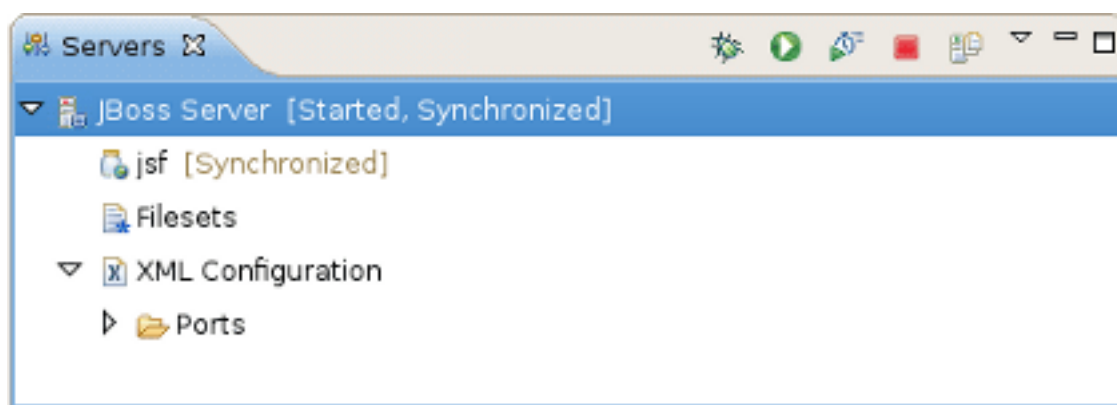 Servers
JBoss Server [Started, Synchronized]
jsf [Synchronized]
Filesets
XML Configuration
Ports